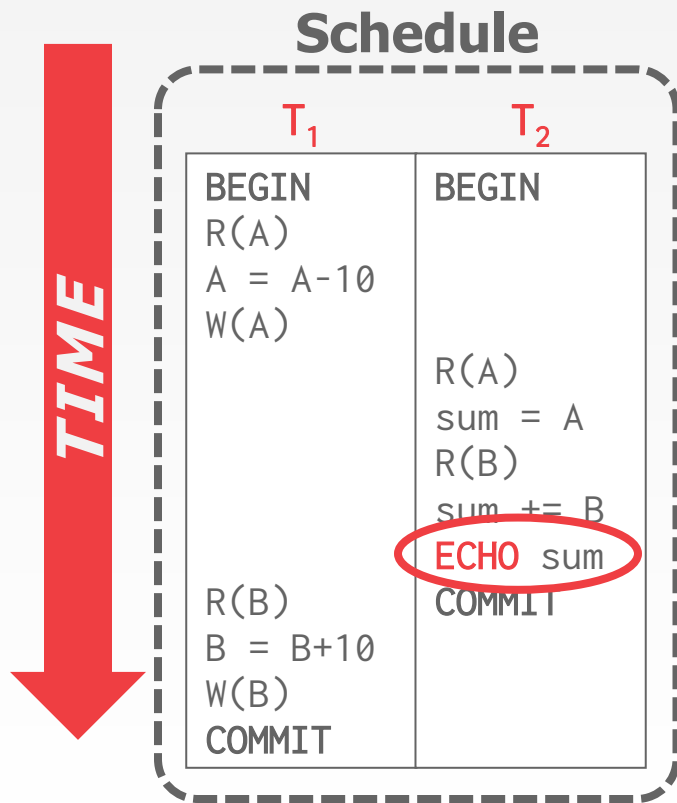 Schedule
TIME
T1 T2
BEGIN BEGIN
R(A)
A = A-10
W(A)
R(A)
sum = A
R(B)
sum += B
ECHO sum
R(B) COMMIT
B = B+10
W(B)
COMMIT